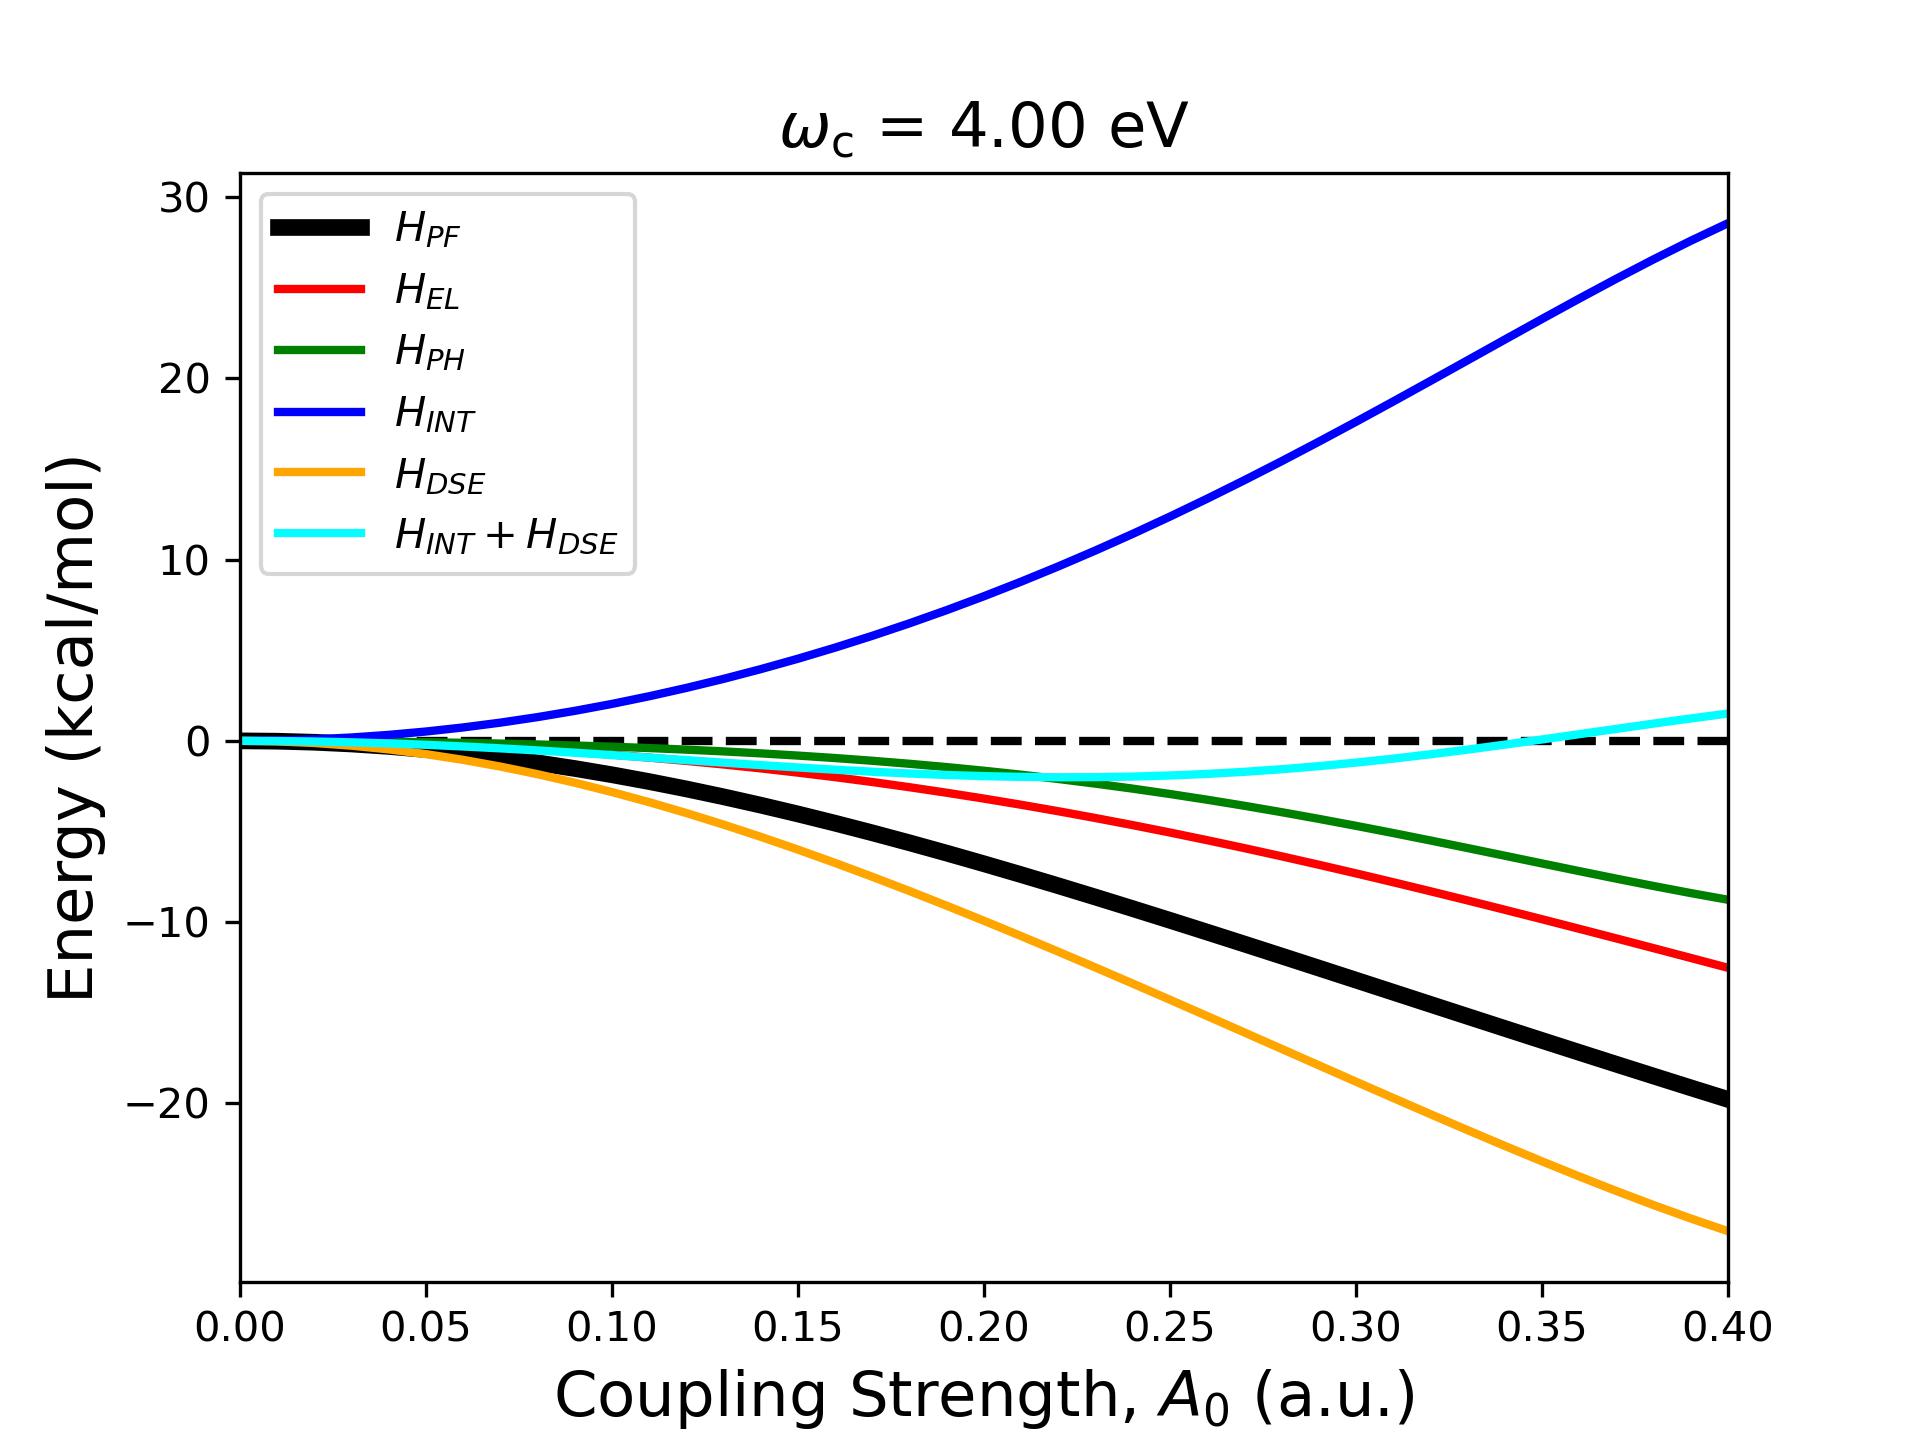 ω_c = 4.00 eV
30
20
10
0
−10
−20
Energy (kcal/mol)
H_PF
H_EL
H_PH
H_INT
H_DSE
H_INT + H_DSE
0.00 0.05 0.10 0.15 0.20 0.25 0.30 0.35 0.40
Coupling Strength, A_0 (a.u.)